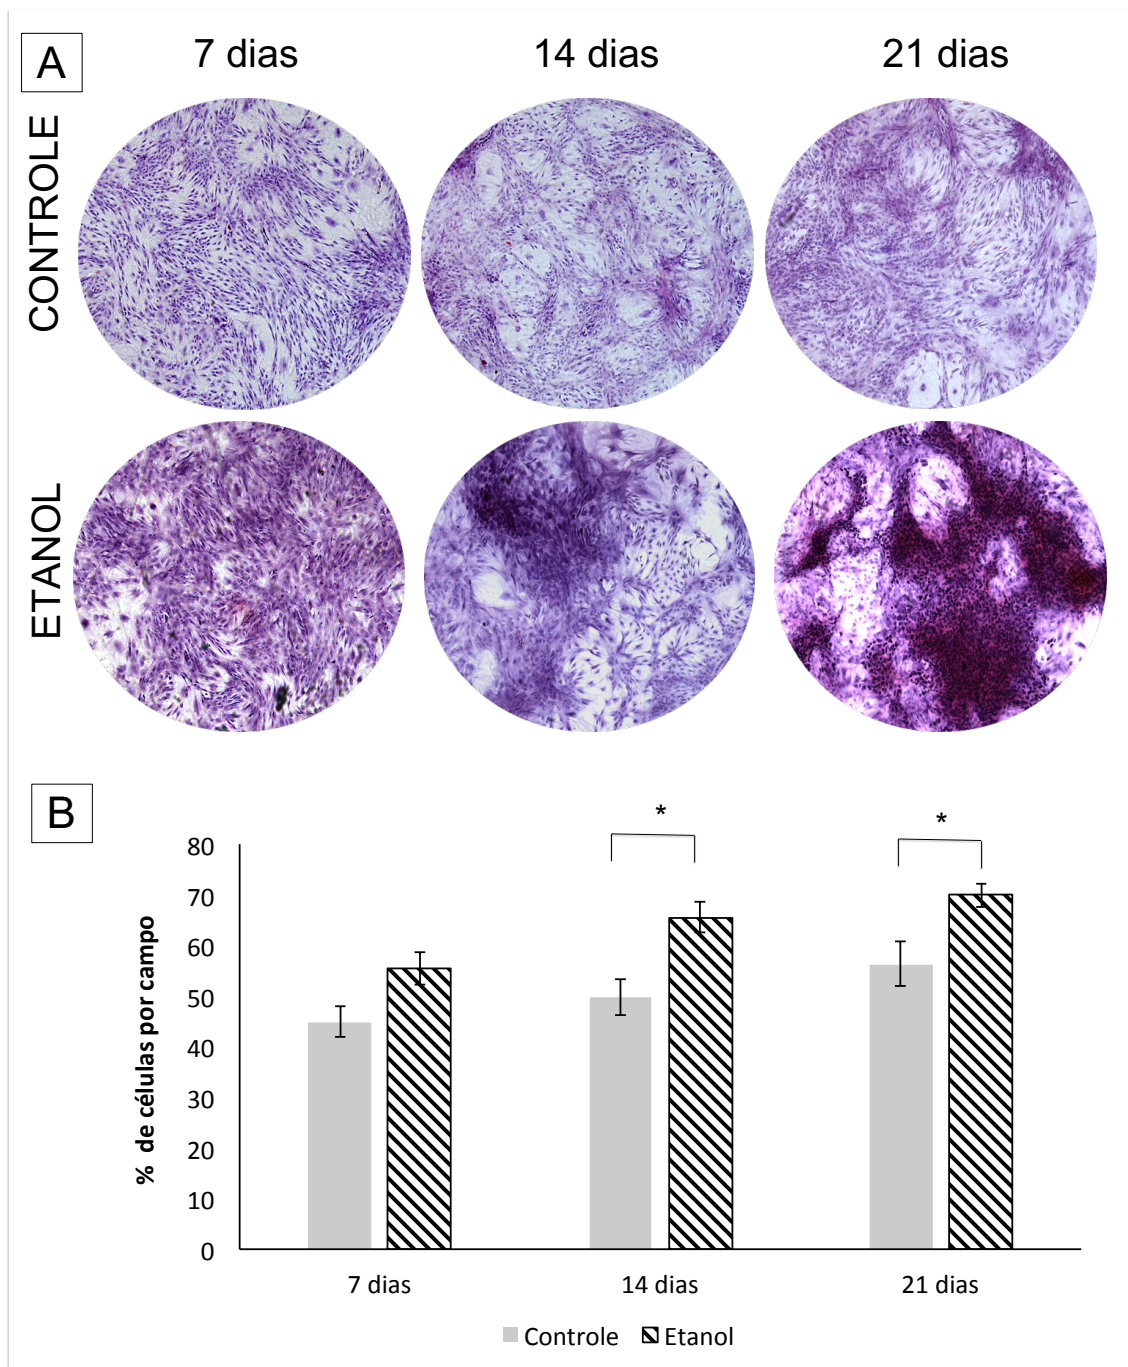 A
7 dias
14 dias
21 dias
CONTROLE
ETANOL
B
*
*
80
70
60
50
40
30
20
10
0
% de células por campo
7 dias
14 dias
21 dias
Controle
Etanol